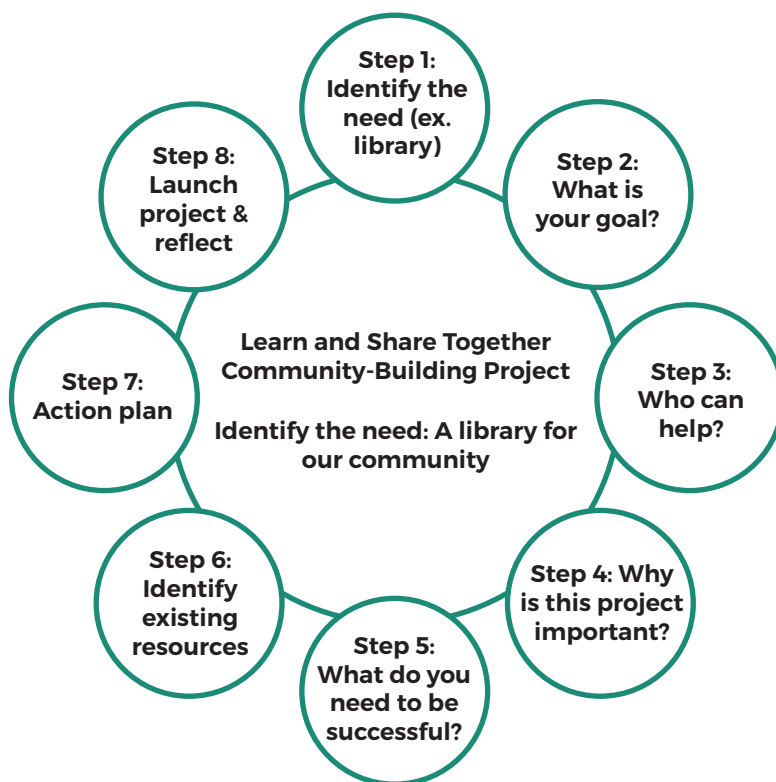 Step 1:
Identify the
need (ex.
library)
Step 2:
What is
your goal?
Step 3:
Who can
help?
Step 4: Why
is this project
important?
Step 5:
What do you
need to be
successful?
Step 6:
Identify
existing
resources
Step 7:
Action plan
Step 8:
Launch
project &
reflect
Learn and Share Together
Community-Building Project
Identify the need: A library for
our community